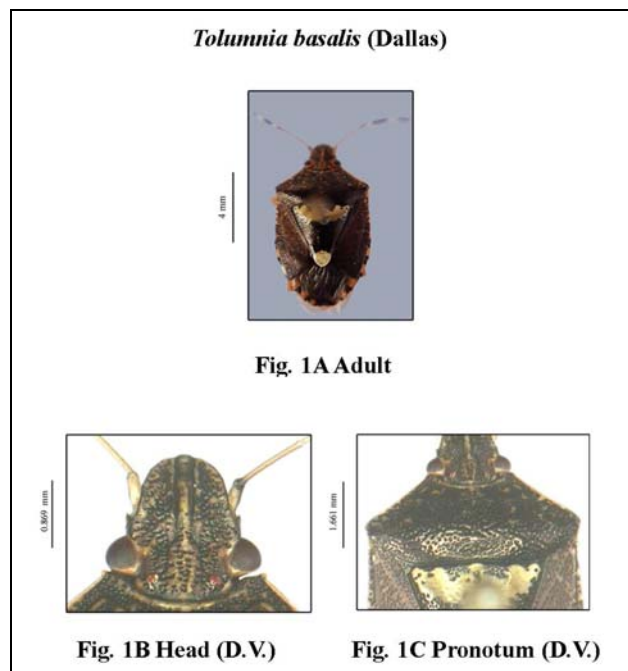 Tolumnia basalis (Dallas)
4 mm
Fig. 1A Adult
0.869 mm
1.661 mm
Fig. 1B Head (D.V.)
Fig. 1C Pronotum (D.V.)